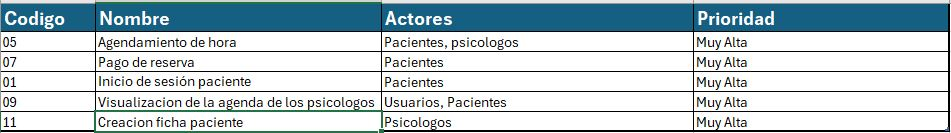 Codigo Nombre Actores Prioridad
05 Agendamiento de hora Pacientes, psicologos Muy Alta
07 Pago de reserva Pacientes Muy Alta
01 Inicio de sesión paciente Pacientes Muy Alta
09 Visualizacion de la agenda de los psicologos Usuarios, Pacientes Muy Alta
11 Creacion ficha paciente Psicologos Muy Alta